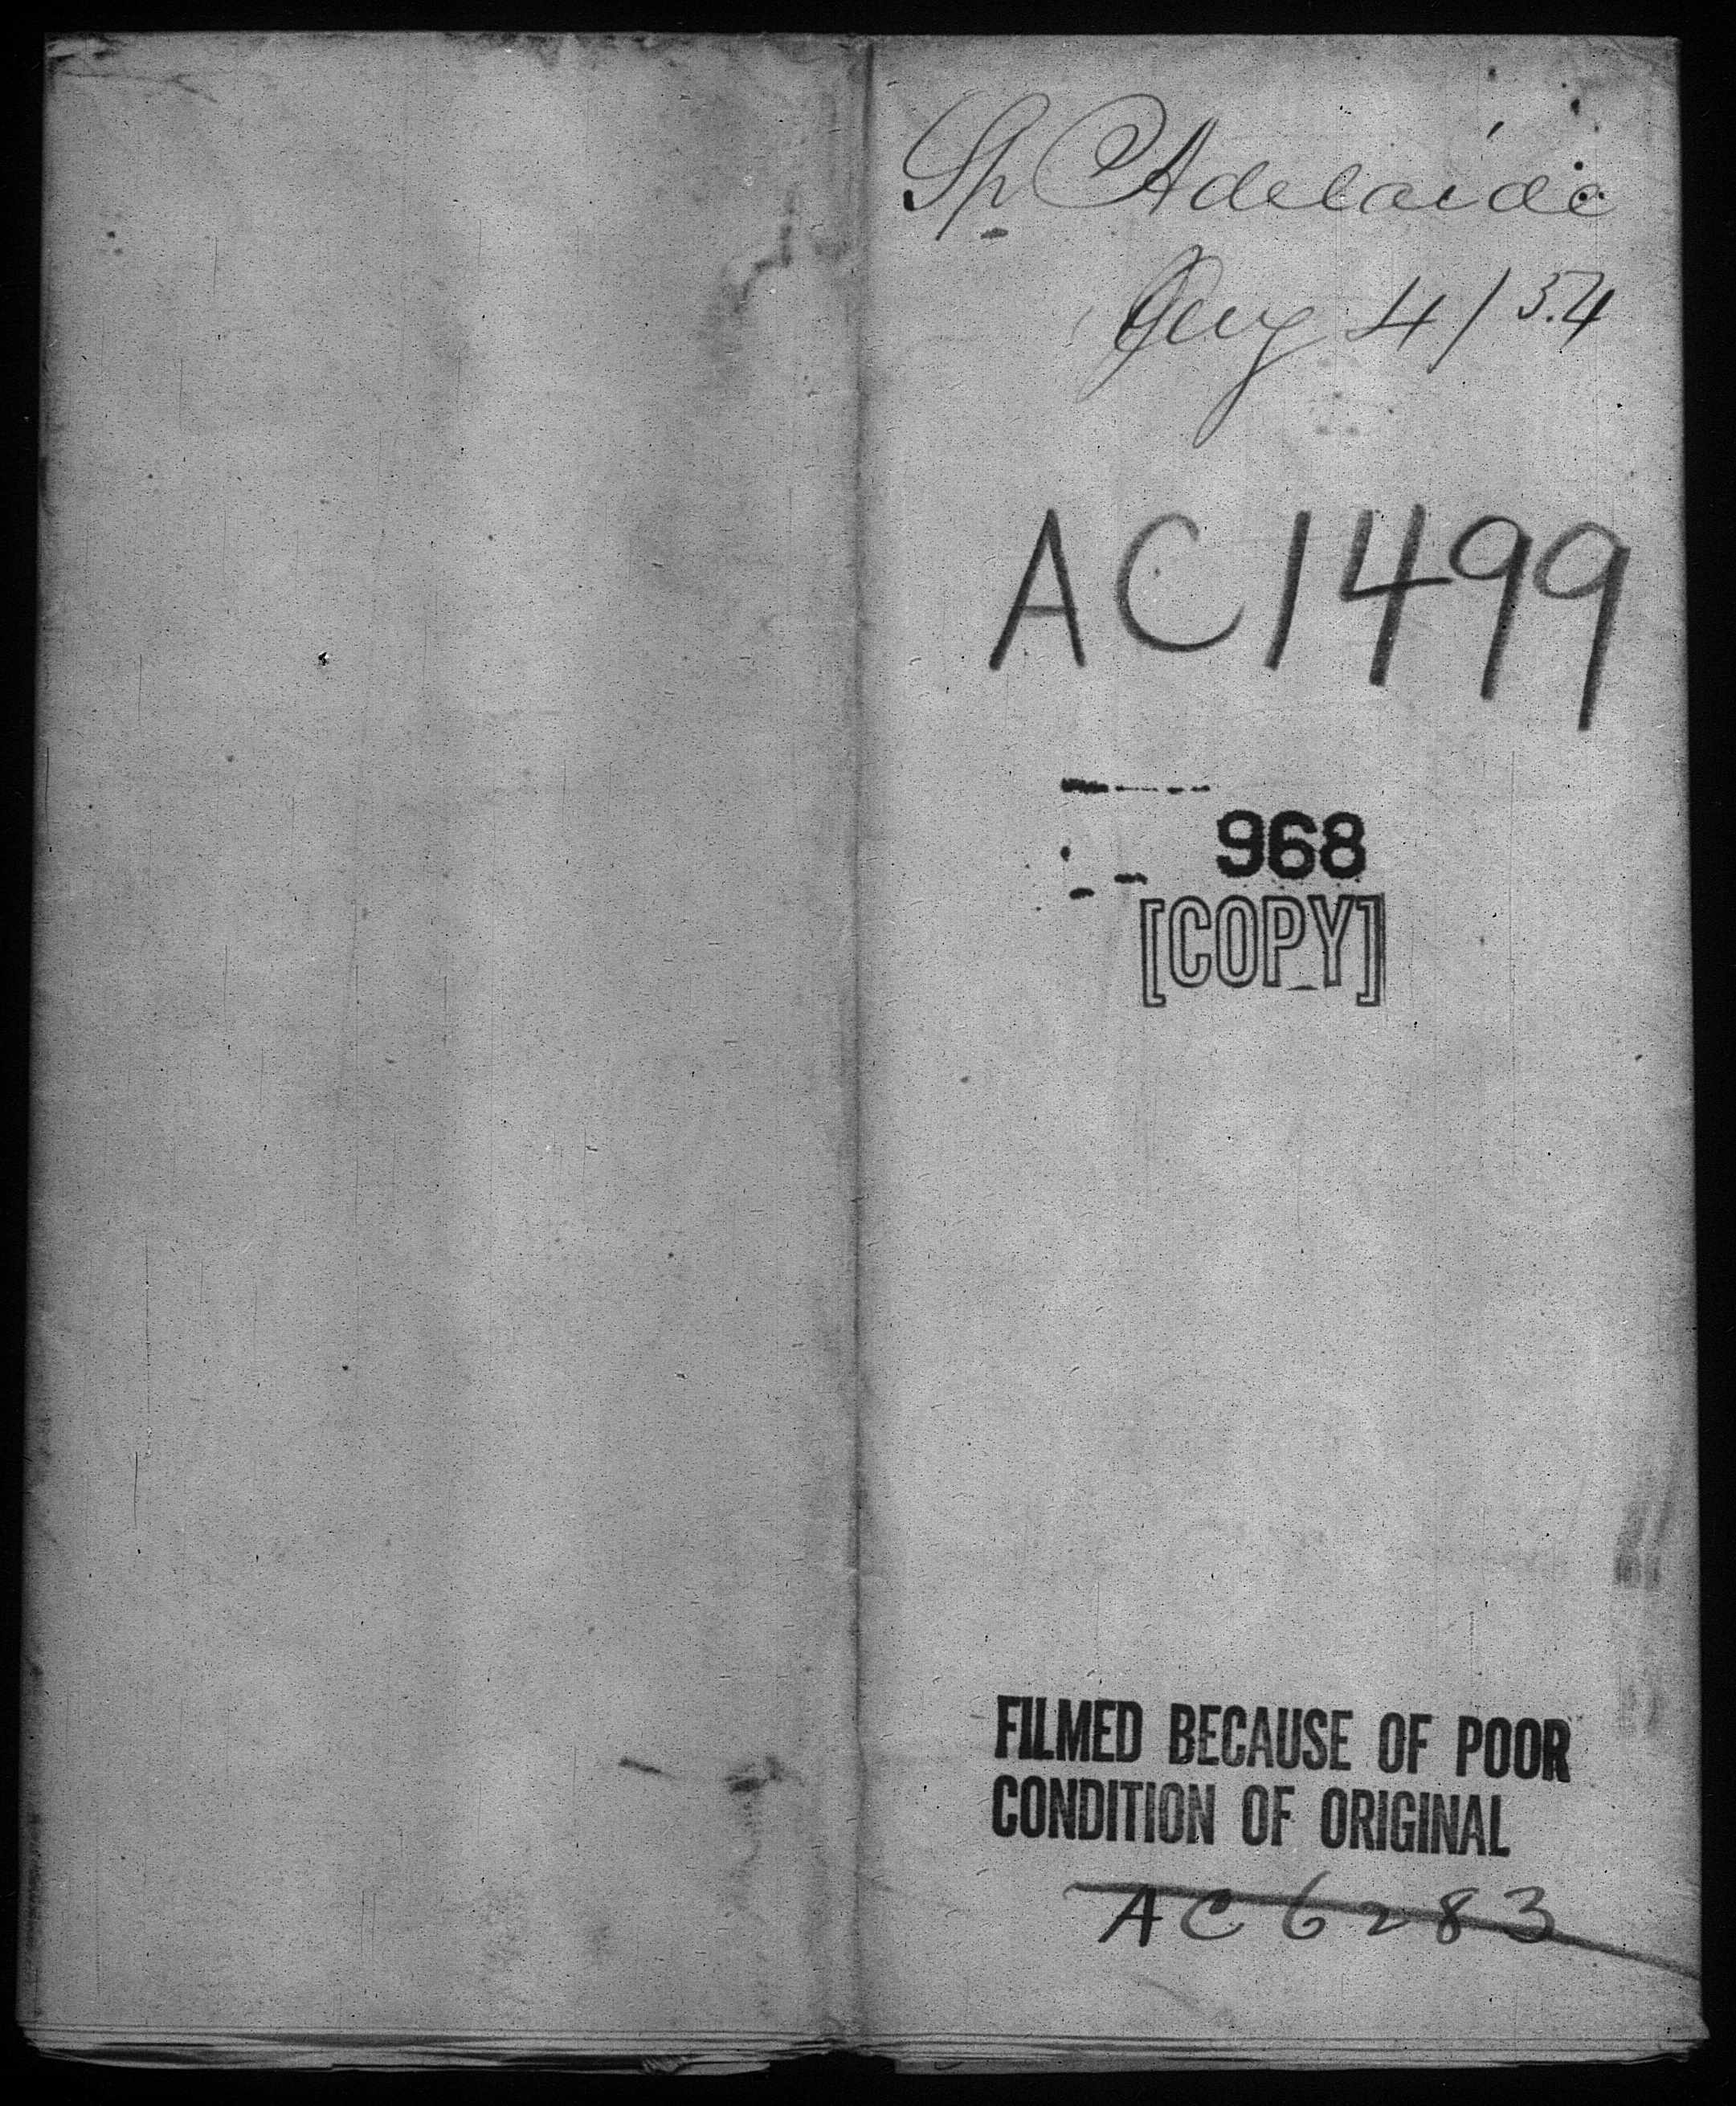 Sp Adelaide
Aug 4/54
AC1499
968
[COPY]
FILMED BECAUSE OF POOR
CONDITION OF ORIGINAL
AC6283